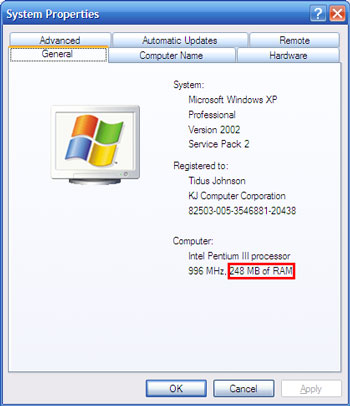 System Properties
Advanced Automatic Updates Remote
General Computer Name Hardware
System:
Microsoft Windows XP
Professional
Version 2002
Service Pack 2
Registered to:
Tidus Johnson
KJ Computer Corporation
82503-005-3546881-20438
Computer:
Intel Pentium III processor
996 MHz, 248 MB of RAM
OK Cancel Apply